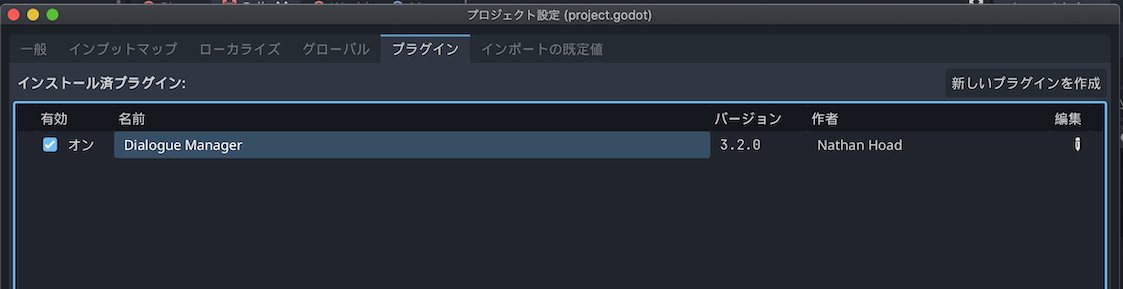 プロジェクト設定 (project.godot)
一般 インプットマップ ローカライズ グローバル プラグイン インポートの既定値
インストール済プラグイン: 新しいプラグインを作成
有効 名前 バージョン 作者 編集
オン Dialogue Manager 3.2.0 Nathan Hoad